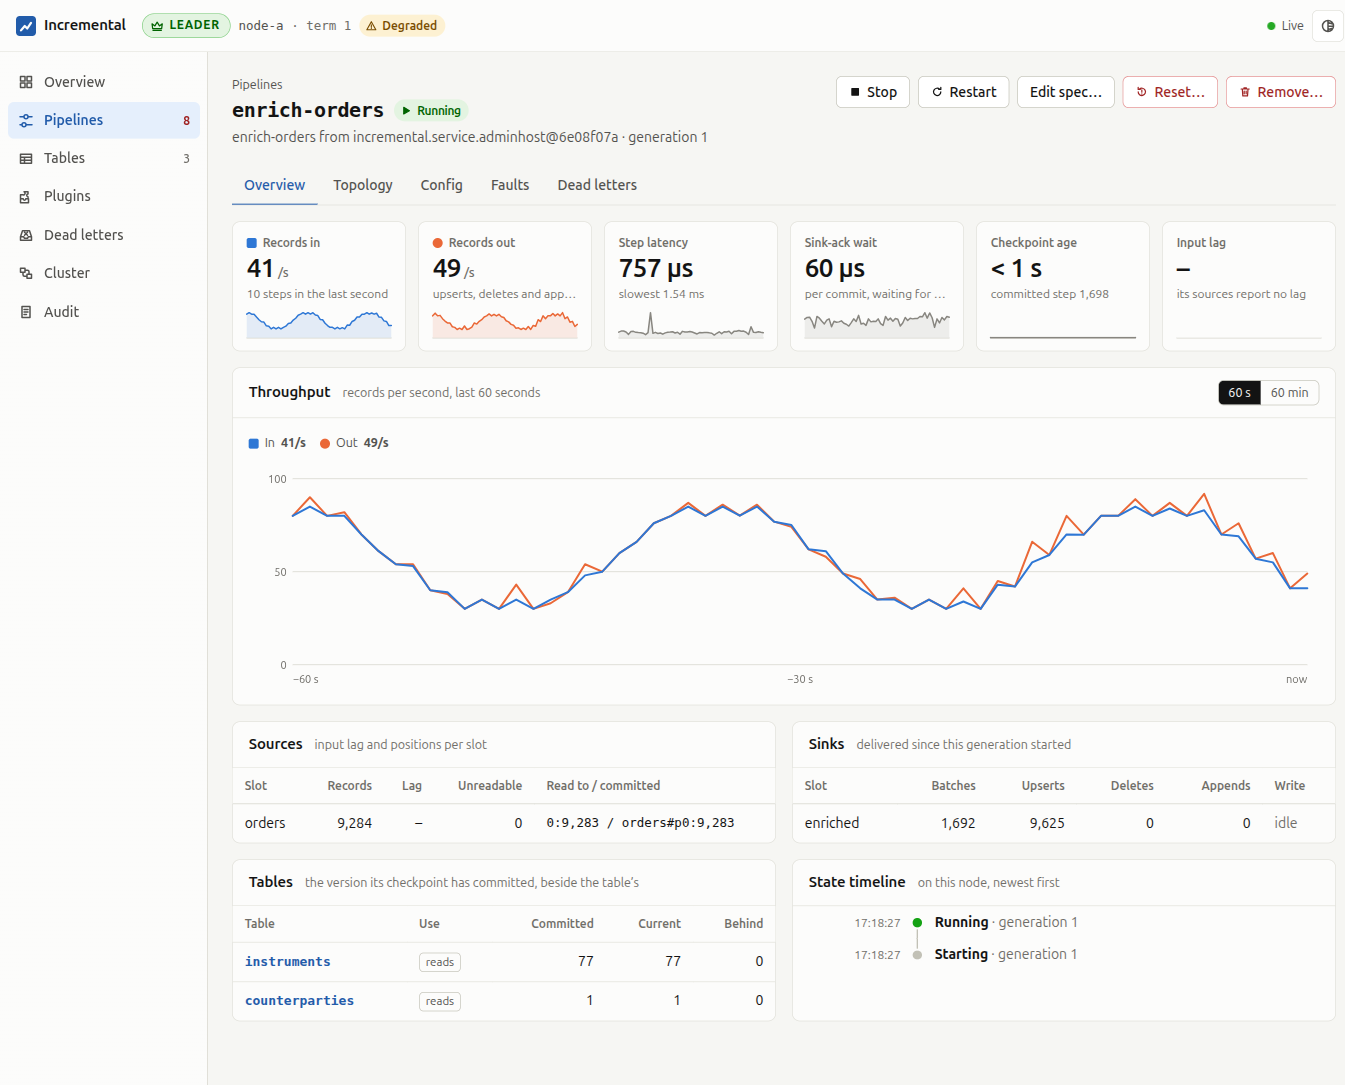 Incremental LEADER node-a · term 1 Degraded Live
Overview
Pipelines 8
Tables 3
Plugins
Dead letters
Cluster
Audit
Pipelines
enrich-orders Running
enrich-orders from incremental.service.adminhost@6e08f07a · generation 1
Stop Restart Edit spec… Reset… Remove…
Overview Topology Config Faults Dead letters
Records in
41 /s
10 steps in the last second
Records out
49 /s
upserts, deletes and app…
Step latency
757 µs
slowest 1.54 ms
Sink-ack wait
60 µs
per commit, waiting for …
Checkpoint age
< 1 s
committed step 1,698
Input lag
–
its sources report no lag
Throughput records per second, last 60 seconds 60 s 60 min
In 41/s Out 49/s
100
50
0
−60 s −30 s now
Sources input lag and positions per slot
Slot Records Lag Unreadable Read to / committed
orders 9,284 – 0 0:9,283 / orders#p0:9,283
Sinks delivered since this generation started
Slot Batches Upserts Deletes Appends Write
enriched 1,692 9,625 0 0 idle
Tables the version its checkpoint has committed, beside the table's
Table Use Committed Current Behind
instruments reads 77 77 0
counterparties reads 1 1 0
State timeline on this node, newest first
17:18:27 Running · generation 1
17:18:27 Starting · generation 1